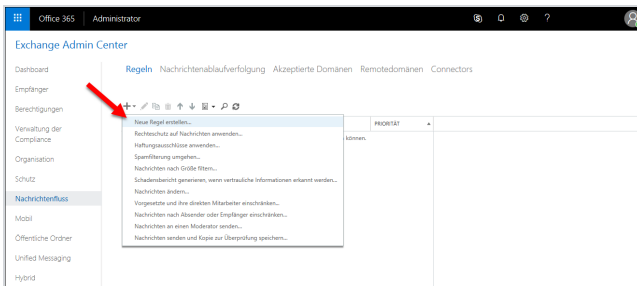 Office 365 Administrator
?
Exchange Admin Center
Dashboard
Empfänger
Berechtigungen
Verwaltung der
Compliance
Organisation
Schutz
Nachrichtenfluss
Mobil
Öffentliche Ordner
Unified Messaging
Hybrid
Regeln Nachrichtenablaufverfolgung Akzeptierte Domänen Remotedomänen Connectors
Neue Regel erstellen...
Rechteschutz auf Nachrichten anwenden...
Haftungsausschlüsse anwenden...
Spamfilterung umgehen...
Nachrichten nach Größe filtern...
Schadensbericht generieren, wenn vertrauliche Informationen erkannt werden...
Nachrichten ändern...
Vorgesetzte und ihre direkten Mitarbeiter einschränken...
Nachrichten nach Absender oder Empfänger einschränken...
Nachrichten an einen Moderator senden...
Nachrichten senden und Kopie zur Überprüfung speichern...
PRIORITÄT
können.